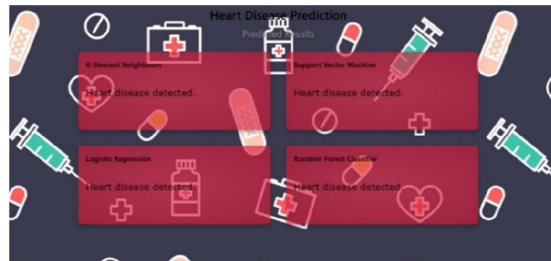 Heart Disease Prediction
Predicted Results
K-Nearest Neighbours
Heart disease detected.
Support Vector Machine
Heart disease detected.
Logistic Regression
Heart disease detected.
Random Forest Classifier
Heart disease detected.